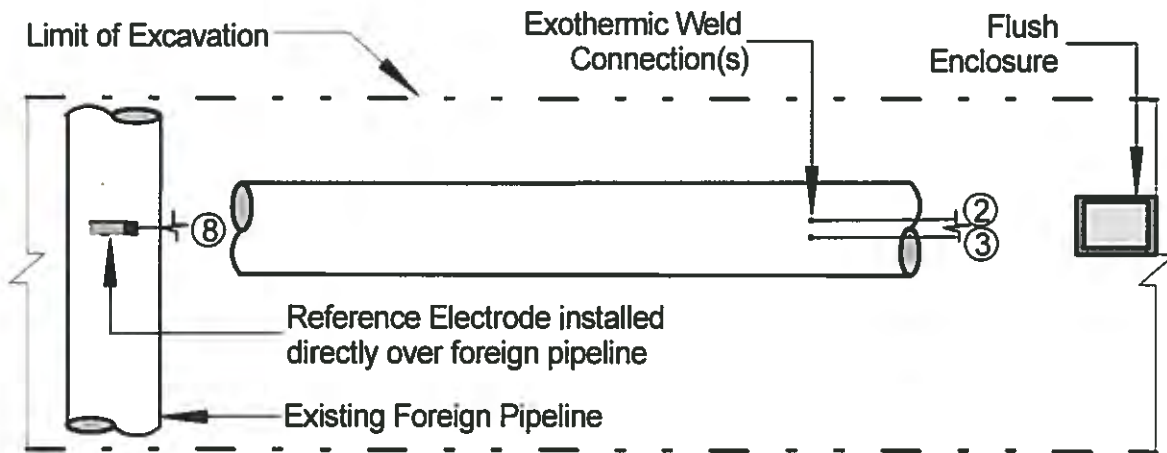 Limit of Excavation
Exothermic Weld
Connection(s)
Flush
Enclosure
8
2
3
Reference Electrode installed
directly over foreign pipeline
Existing Foreign Pipeline